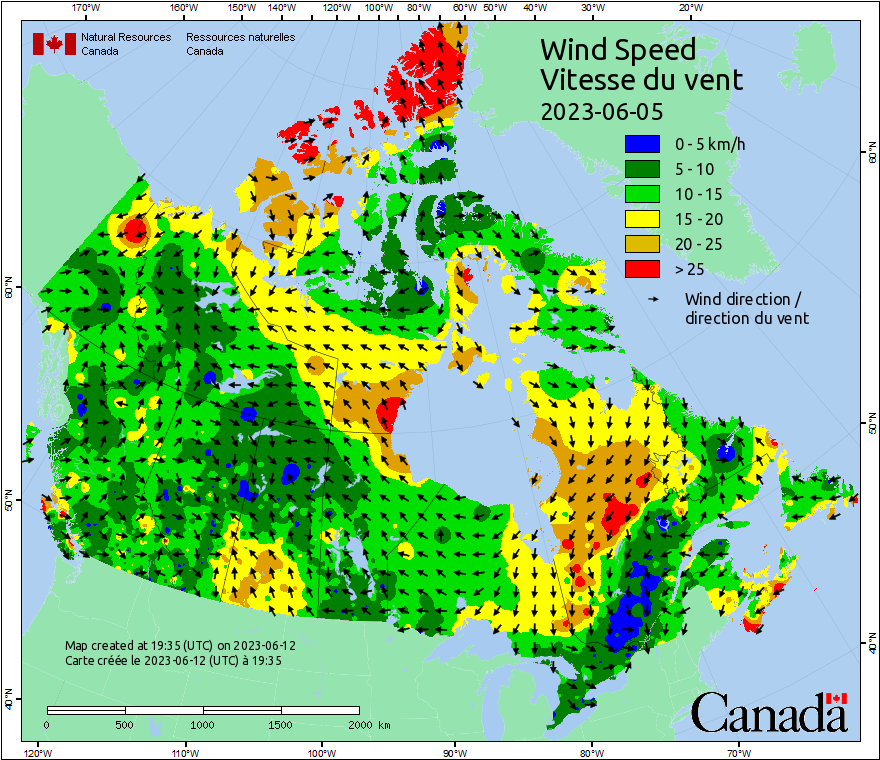 170°W 160°W 150°W 140°W 130°W 120°W 110°W 100°W 80°W 60°W 50°W 40°W 30°W 20°W
Natural Resources Canada
Ressources naturelles Canada
Wind Speed
Vitesse du vent
2023-06-05
0 - 5 km/h
5 - 10
10 - 15
15 - 20
20 - 25
> 25
Wind direction /
direction du vent
60°N
60°N
50°N
50°N
40°N
40°N
Map created at 19:35 (UTC) on 2023-06-12
Carte créée le 2023-06-12 (UTC) à 19:35
0 500 1000 1500 2000 km
Canada
120°W 110°W 100°W 90°W 80°W 70°W